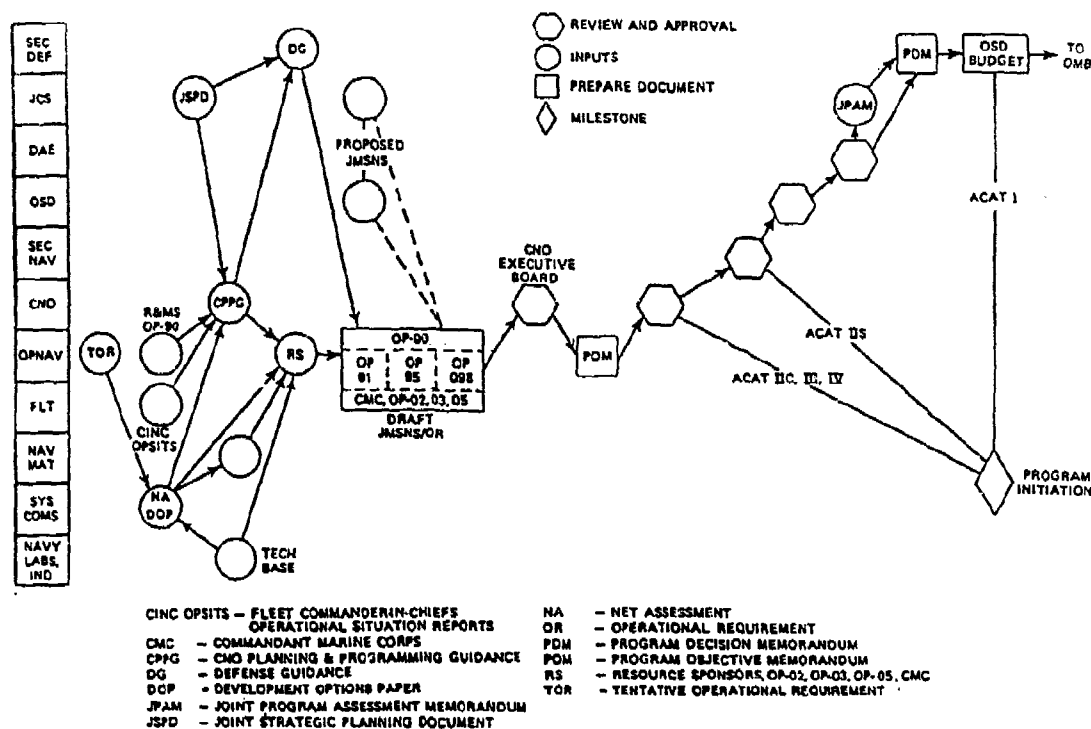 SEC
DEF
JCS
DAE
OSD
SEC
NAV
CNO
OPNAV
FLT
NAV
MAT
SYS
COMS
NAVY
LABS,
IND
DG
JSPD
PROPOSED
JMSNS
REVIEW AND APPROVAL
INPUTS
PREPARE DOCUMENT
MILESTONE
PDM
OSD
BUDGET
TO
OMB
JPAM
ACAT I
CNO
EXECUTIVE
BOARD
CPPG
R&MS
OP-90
TOR
RS
OP-90
OP
91
OP
95
OP
098
CMC, OP-02, 03, 05
DRAFT
JMSNS/OR
POM
ACAT IIS
ACAT IIC, III, IV
CINC
OPSITS
NA
DOP
TECH
BASE
PROGRAM
INITIATION
CINC OPSITS – FLEET COMMANDER-IN-CHIEFS
OPERATIONAL SITUATION REPORTS
CMC – COMMANDANT MARINE CORPS
CPPG – CNO PLANNING & PROGRAMMING GUIDANCE
DG – DEFENSE GUIDANCE
DOP – DEVELOPMENT OPTIONS PAPER
JPAM – JOINT PROGRAM ASSESSMENT MEMORANDUM
JSPD – JOINT STRATEGIC PLANNING DOCUMENT
NA – NET ASSESSMENT
OR – OPERATIONAL REQUIREMENT
PDM – PROGRAM DECISION MEMORANDUM
POM – PROGRAM OBJECTIVE MEMORANDUM
RS – RESOURCE SPONSORS, OP-02, OP-03, OP-05, CMC
TOR – TENTATIVE OPERATIONAL REQUIREMENT